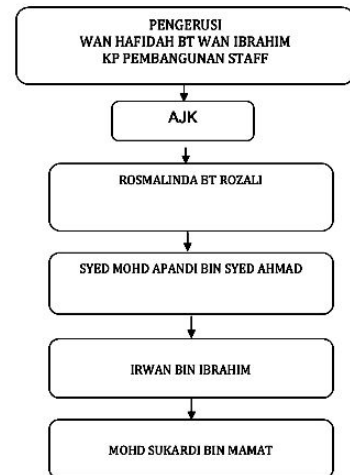 PENGERUSI
WAN HAFIDAH BT WAN IBRAHIM
KP PEMBANGUNAN STAFF
AJK
ROSMALINDA BT ROZALI
SYED MOHD APANDI BIN SYED AHMAD
IRWAN BIN IBRAHIM
MOHD SUKARDI BIN MAMAT